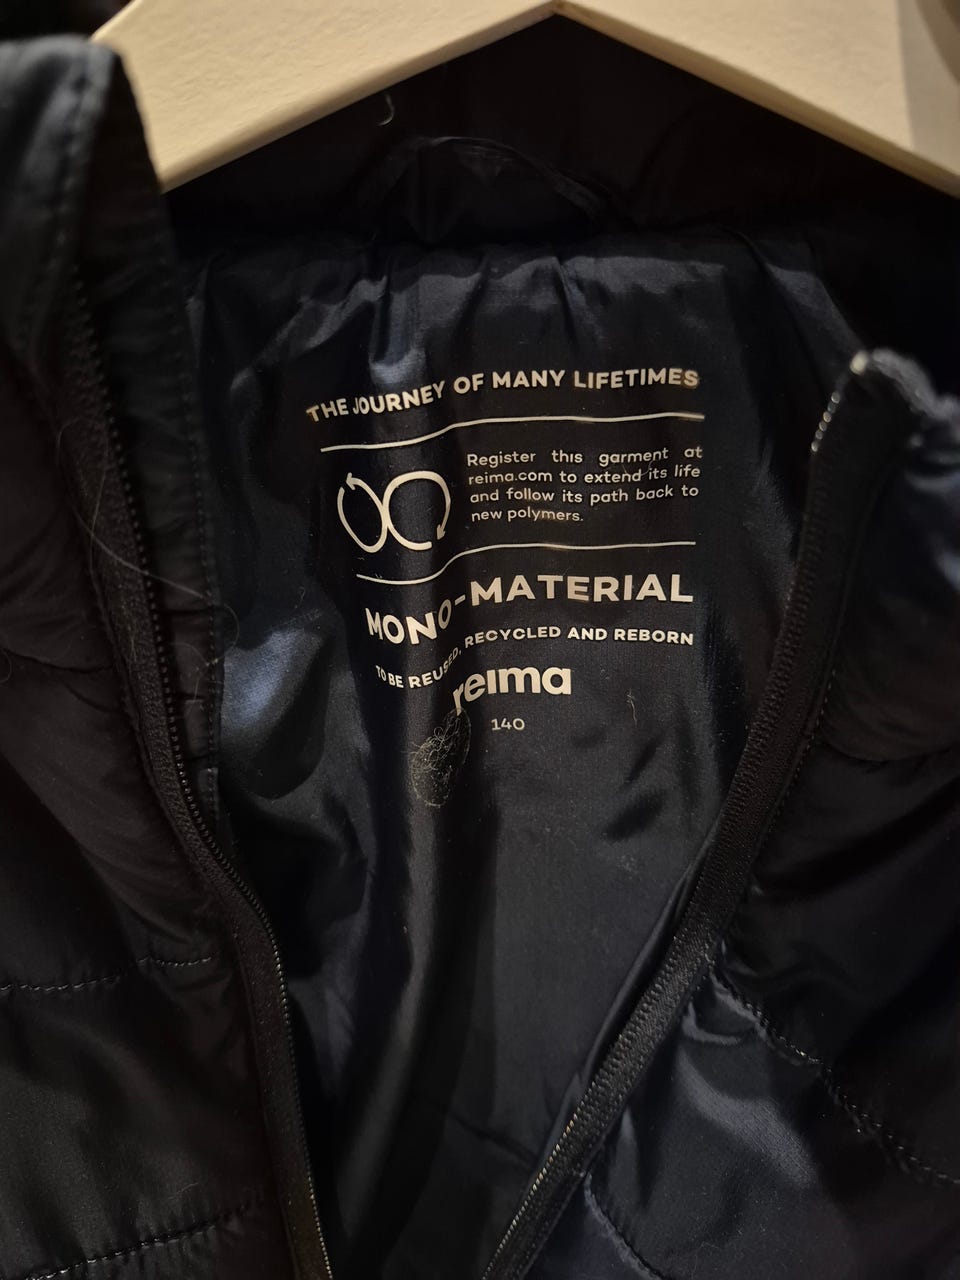 THE JOURNEY OF MANY LIFETIMES
Register this garment at
reima.com to extend its life
and follow its path back to
new polymers.
MONO-MATERIAL
TO BE REUSED, RECYCLED AND REBORN
reima
140